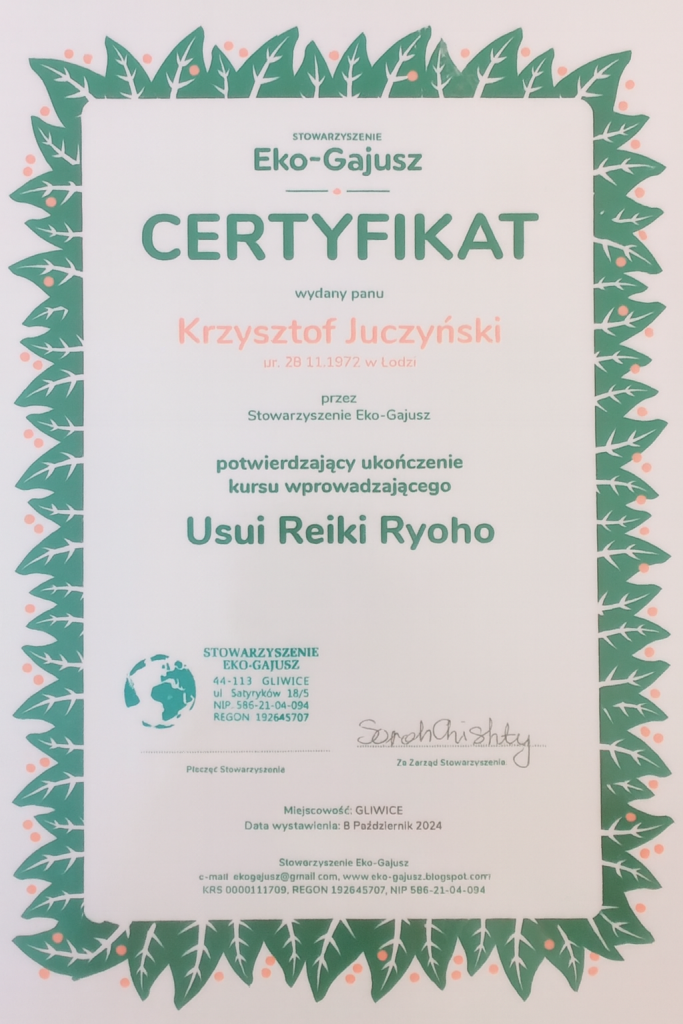 STOWARZYSZENIE
Eko-Gajusz
CERTYFIKAT
wydany panu
Krzysztof Juczyński
ur. 28 11.1972 w Łodzi
przez
Stowarzyszenie Eko-Gajusz
potwierdzający ukończenie
kursu wprowadzającego
Usui Reiki Ryoho
STOWARZYSZENIE
EKO-GAJUSZ
44-113 GLIWICE
ul Satyryków 18/5
NIP 586-21-04-094
REGON 192645707
Pieczęć Stowarzyszenia
Sarah Chishty
Za Zarząd Stowarzyszenia
Miejscowość: GLIWICE
Data wystawienia: 8 Październik 2024
Stowarzyszenie Eko-Gajusz
e-mail ekogajusz@gmail.com, www.eko-gajusz.blogspot.com
KRS 0000111709, REGON 192645707, NIP 586-21-04-094